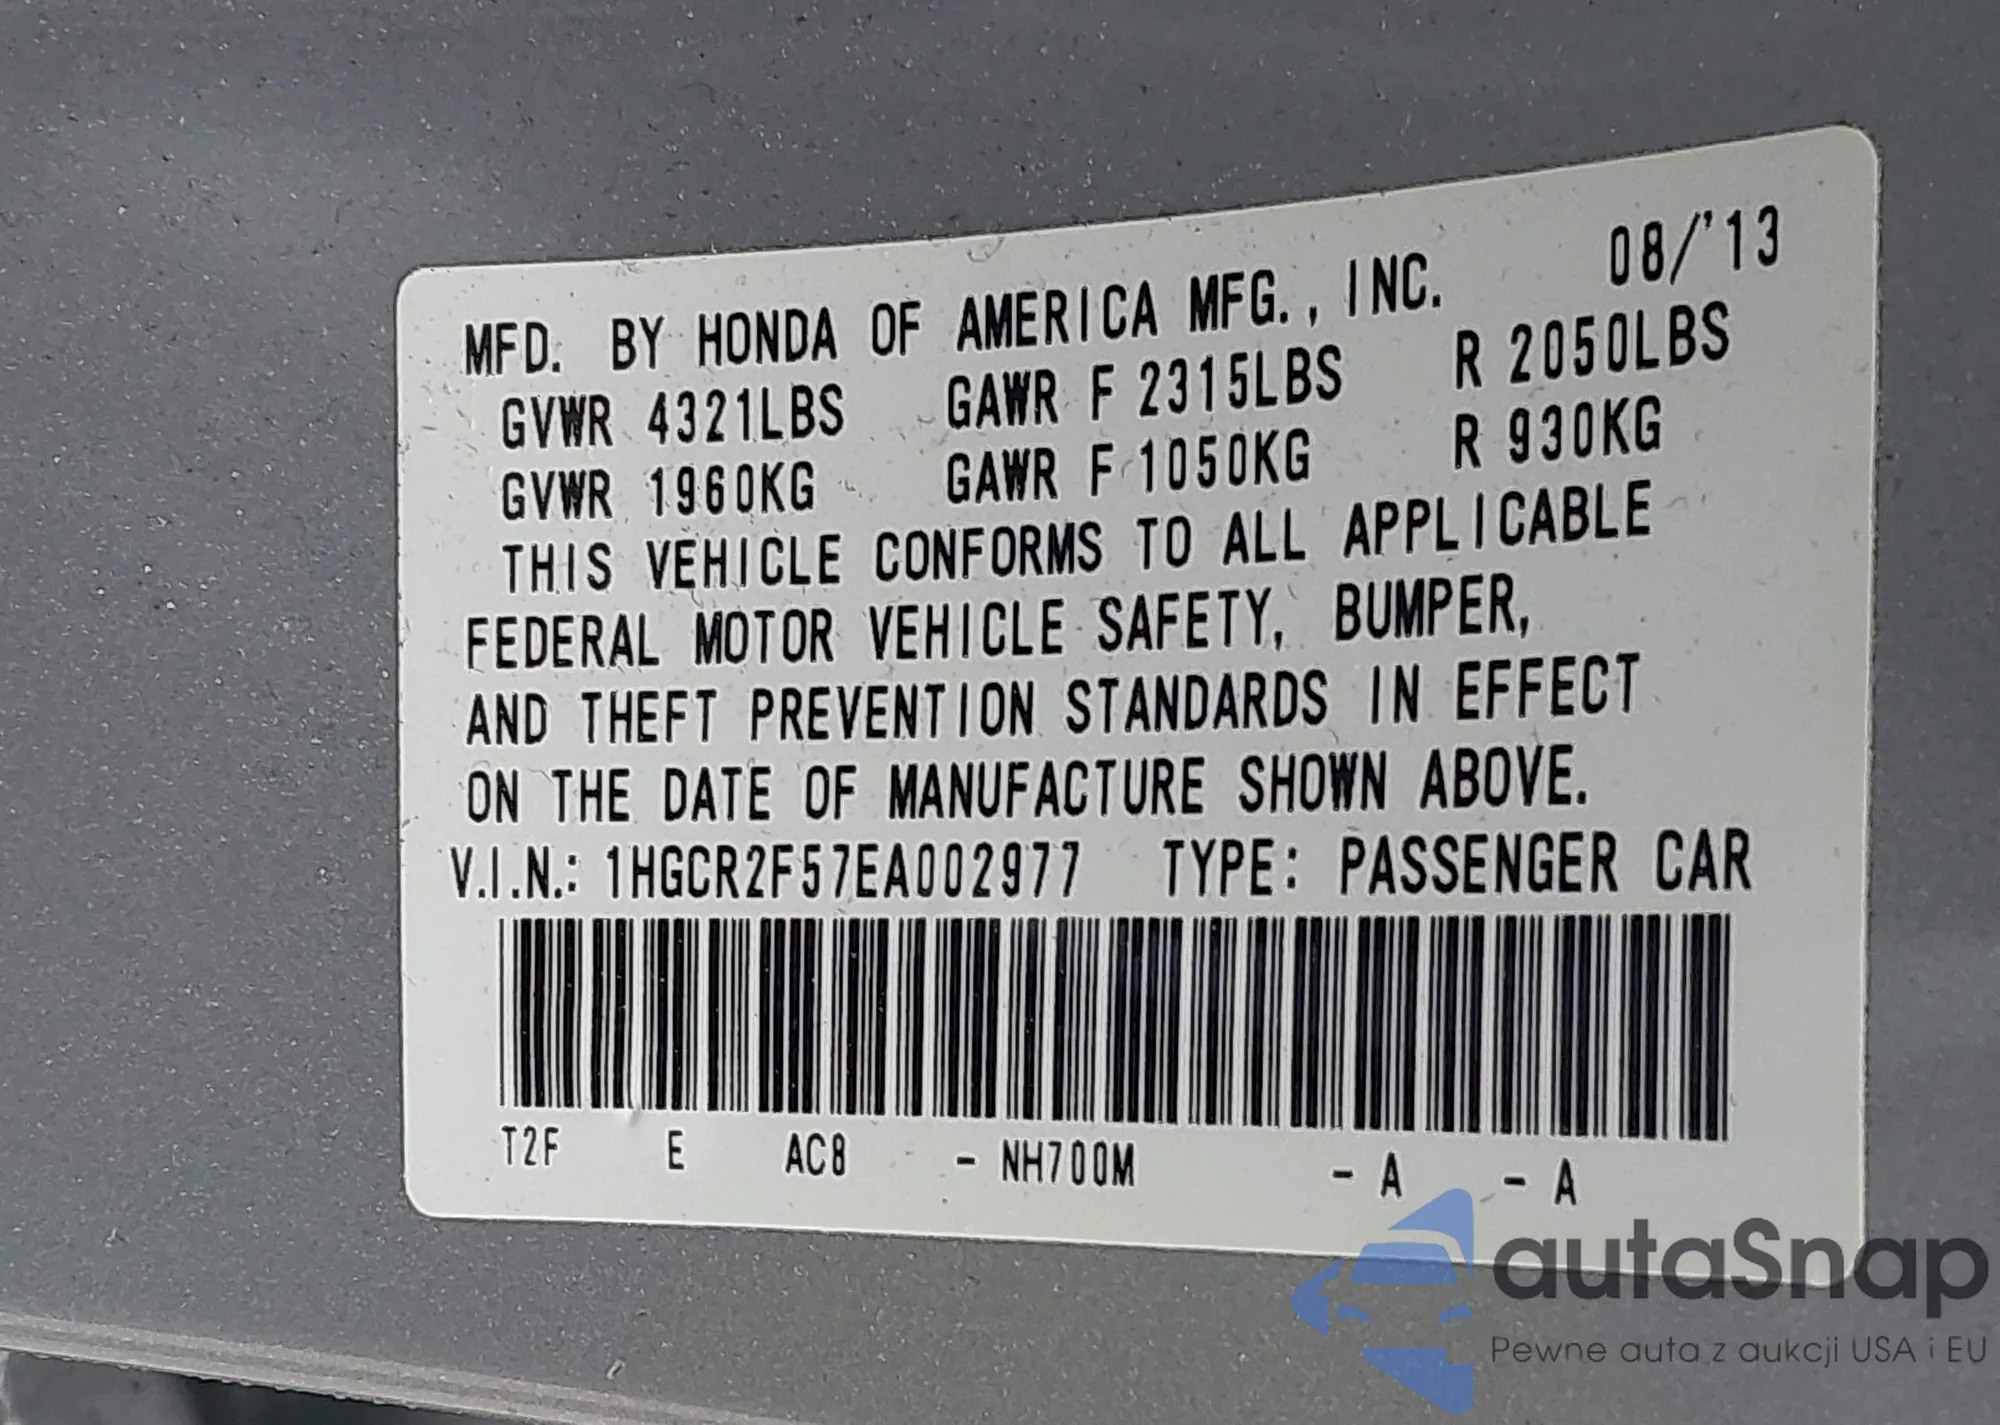 08/'13
MFD. BY HONDA OF AMERICA MFG., INC.
GVWR 4321LBS GAWR F 2315LBS R 2050LBS
GVWR 1960KG GAWR F 1050KG R 930KG
THIS VEHICLE CONFORMS TO ALL APPLICABLE
FEDERAL MOTOR VEHICLE SAFETY, BUMPER,
AND THEFT PREVENTION STANDARDS IN EFFECT
ON THE DATE OF MANUFACTURE SHOWN ABOVE.
V.I.N.: 1HGCR2F57EA002977 TYPE: PASSENGER CAR
T2F E AC8 - NH700M - A - A
autaSnap
Pewne auta z aukcji USA i EU